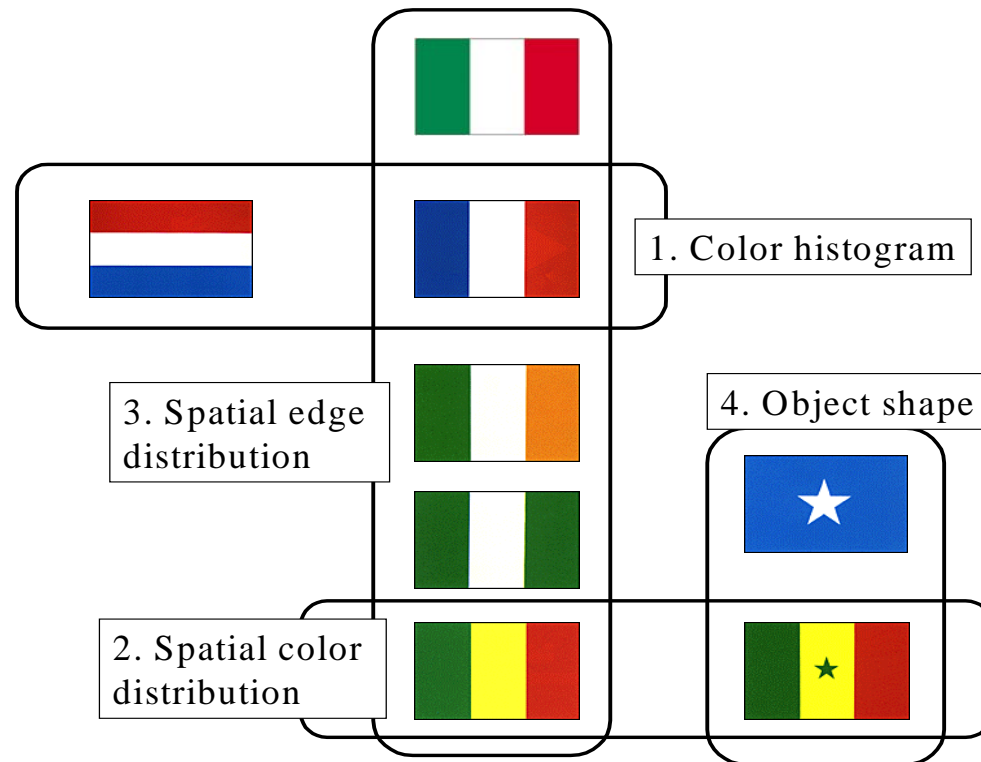 1. Color histogram
3. Spatial edge
distribution
4. Object shape
2. Spatial color
distribution